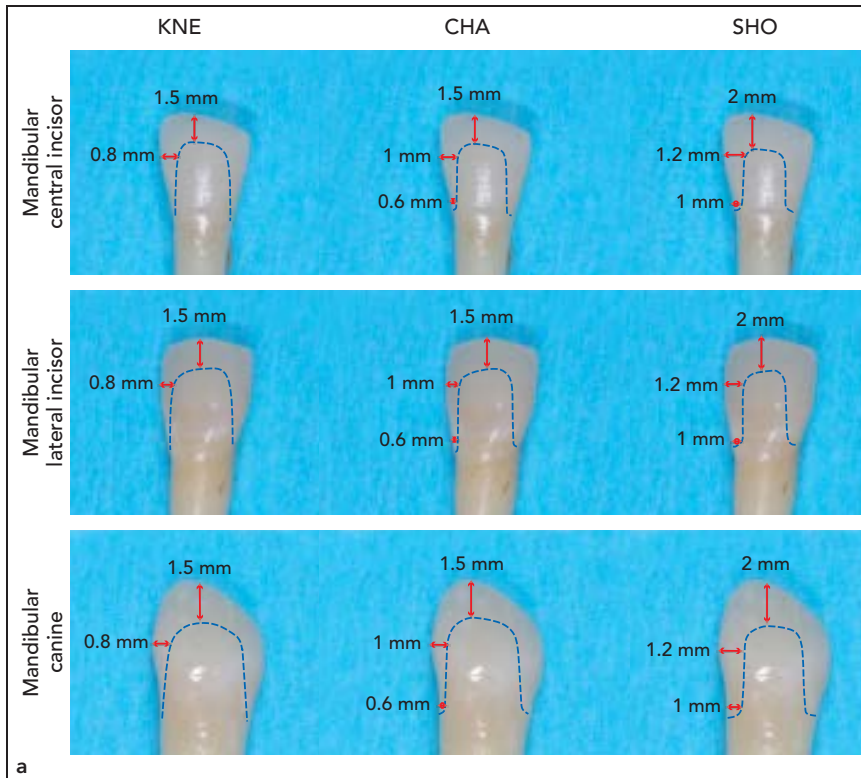 KNE CHA SHO
Mandibular
central incisor
1.5 mm
0.8 mm
1.5 mm
1 mm
0.6 mm
2 mm
1.2 mm
1 mm
Mandibular
lateral incisor
1.5 mm
0.8 mm
1.5 mm
1 mm
0.6 mm
2 mm
1.2 mm
1 mm
Mandibular
canine
1.5 mm
0.8 mm
1.5 mm
1 mm
0.6 mm
2 mm
1.2 mm
1 mm
a